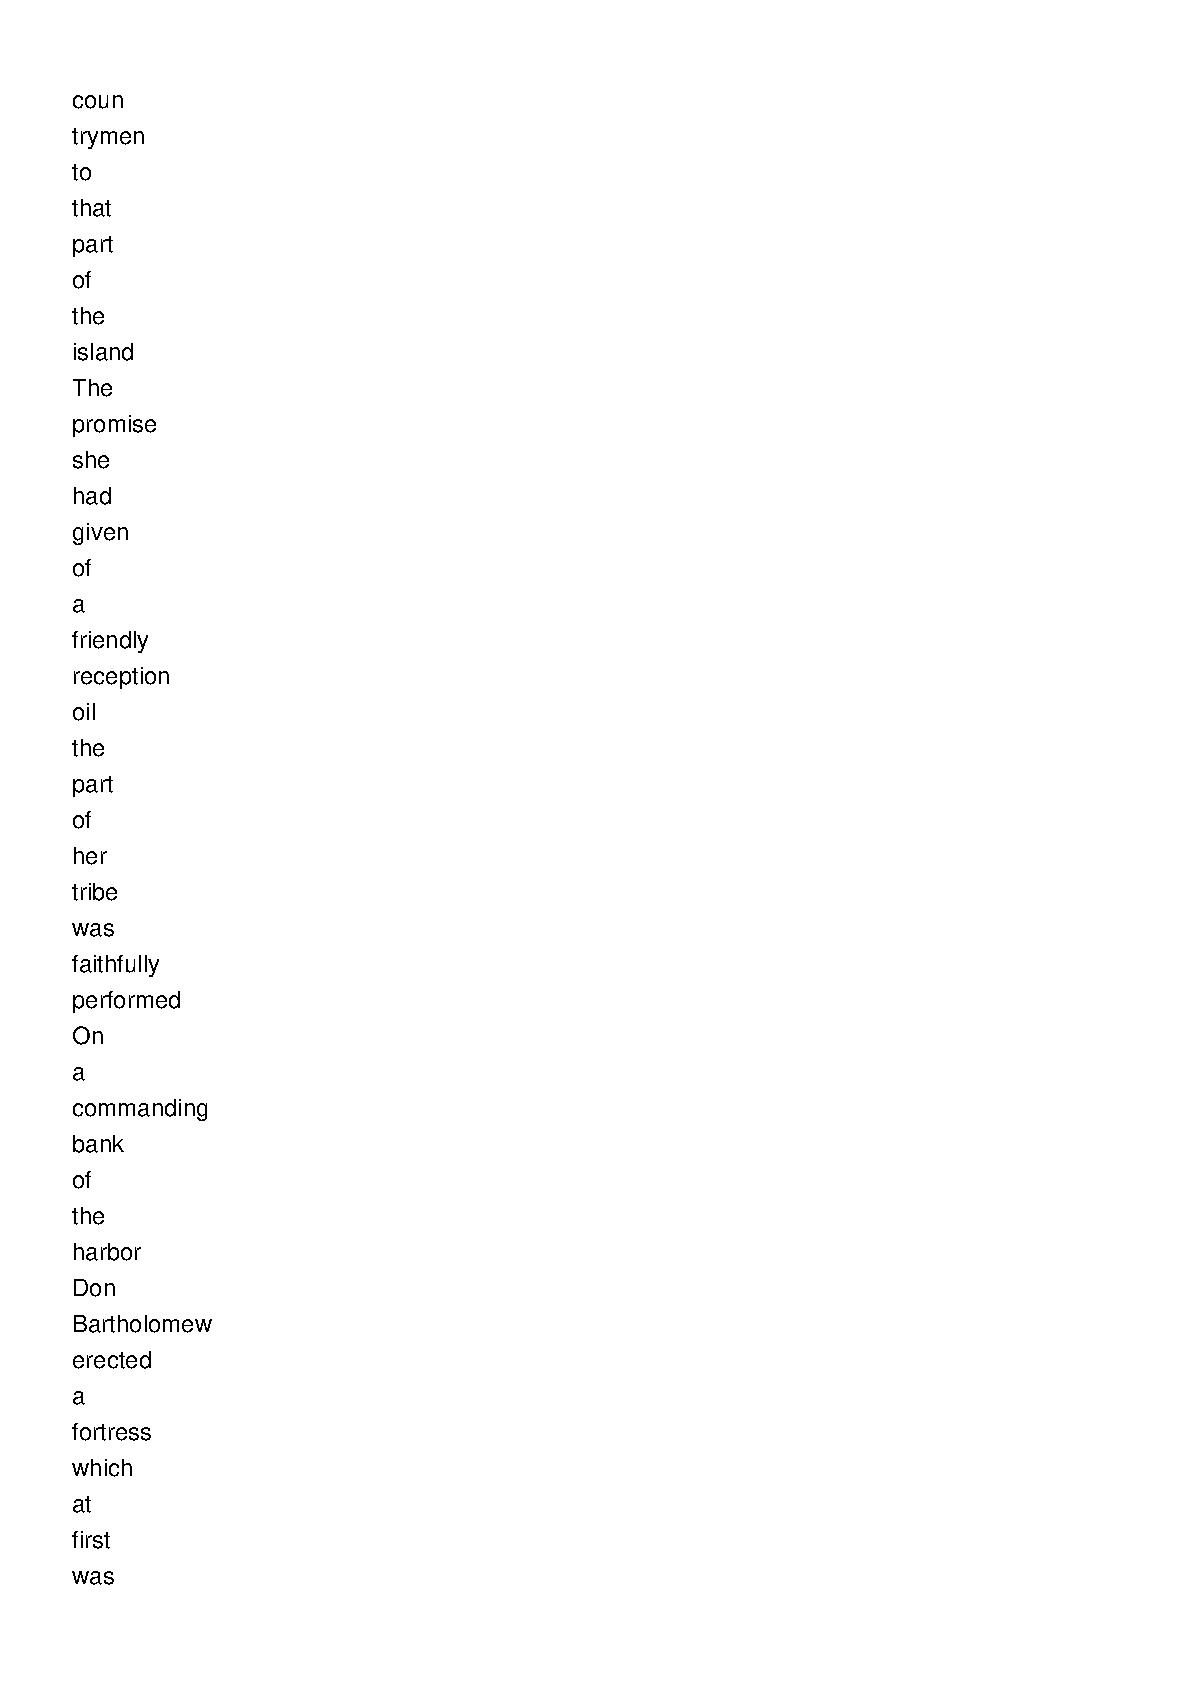 coun
trymen
to
that
part
of
the
island
The
promise
she
had
given
of
a
friendly
reception
oil
the
part
of
her
tribe
was
faithfully
performed
On
a
commanding
bank
of
the
harbor
Don
Bartholomew
erected
a
fortress
which
at
first
was